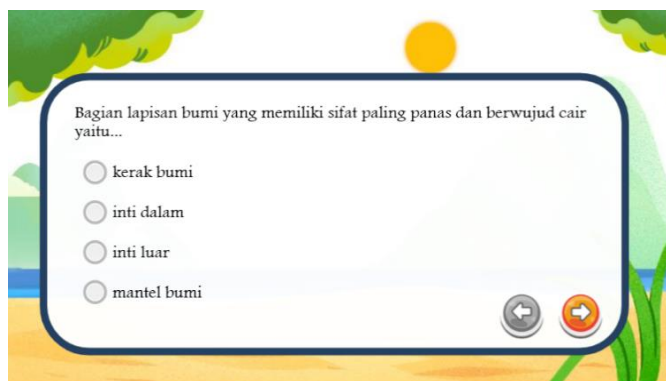 Bagian lapisan bumi yang memiliki sifat paling panas dan berwujud cair
yaitu...
kerak bumi
inti dalam
inti luar
mantel bumi